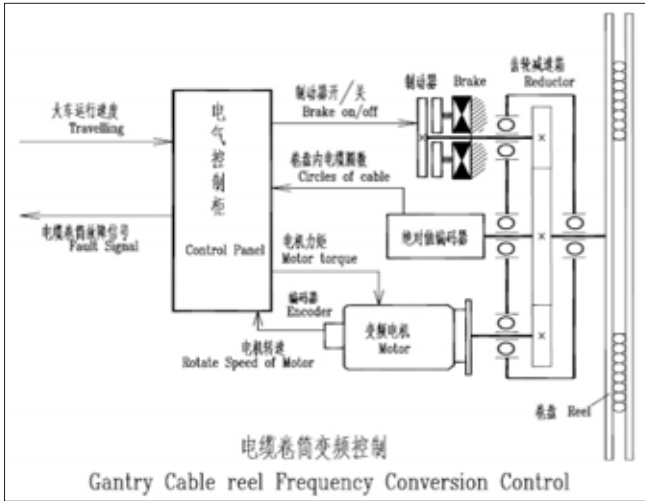 大车运行速度
Travelling
电缆卷筒故障信号
Fault Signal
电气控制柜
Control Panel
制动器开/关
Brake on/off
卷盘内电缆圈数
Circles of cable
电机力矩
Motor torque
编码器
Encoder
电机转速
Rotate Speed of Motor
制动器 Brake
齿轮减速箱
Reductor
绝对值编码器
变频电机
Motor
卷盘 Reel
电缆卷筒变频控制
Gantry Cable reel Frequency Conversion Control